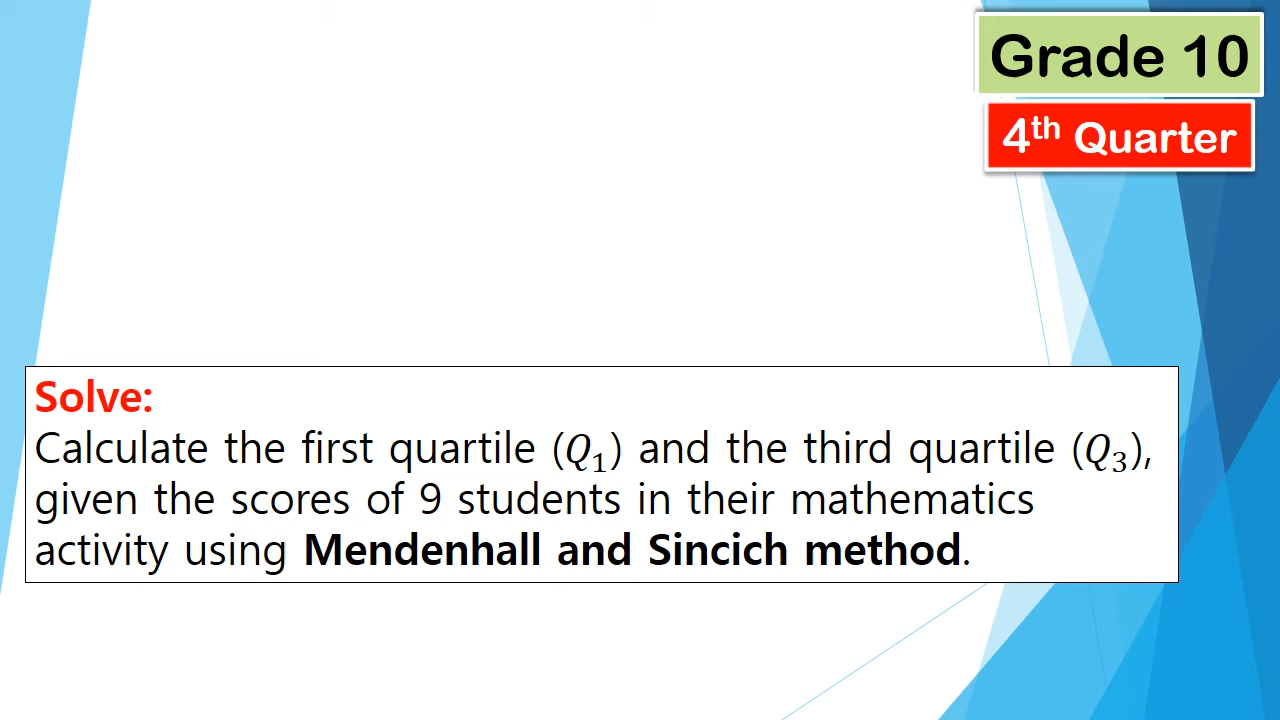 Grade 10
4th Quarter
Solve:
Calculate the first quartile (𝑄₁) and the third quartile (𝑄₃),
given the scores of 9 students in their mathematics
activity using Mendenhall and Sincich method.